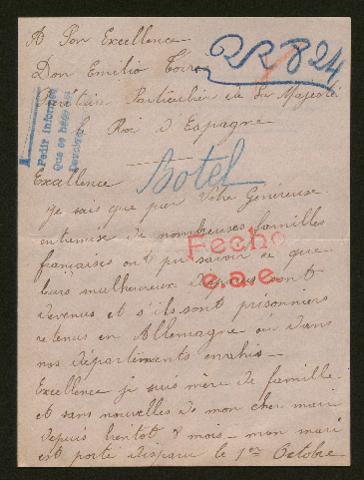 A Son Excellence
PR 824
Don Emilio Torres
Secrétaire Particulier de Sa Majesté
le Roi d'Espagne
Pedir informes
Que se
Sotel
Excellence
Je sais que par Votre Généreuse
entremise de nombreuses familles
françaises ont pu savoir ce que
leurs malheureux disparus sont
devenus et s'ils sont prisonniers
retenus en Allemagne ou dans
nos départements envahis —
Fecho
e.a.e.
Excellence je suis mère de famille
et sans nouvelles de mon cher mari
depuis bientôt 8 mois — mon mari
est porté disparu le 1er Octobre